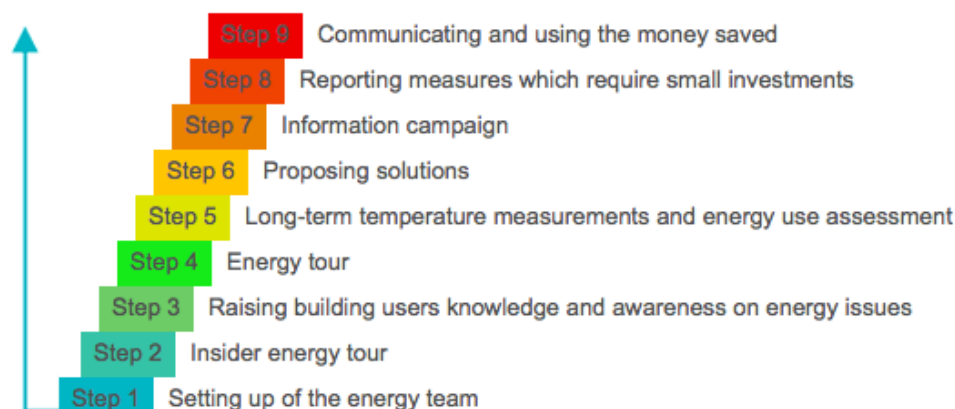 Step 9 Communicating and using the money saved
Step 8 Reporting measures which require small investments
Step 7 Information campaign
Step 6 Proposing solutions
Step 5 Long-term temperature measurements and energy use assessment
Step 4 Energy tour
Step 3 Raising building users knowledge and awareness on energy issues
Step 2 Insider energy tour
Step 1 Setting up of the energy team